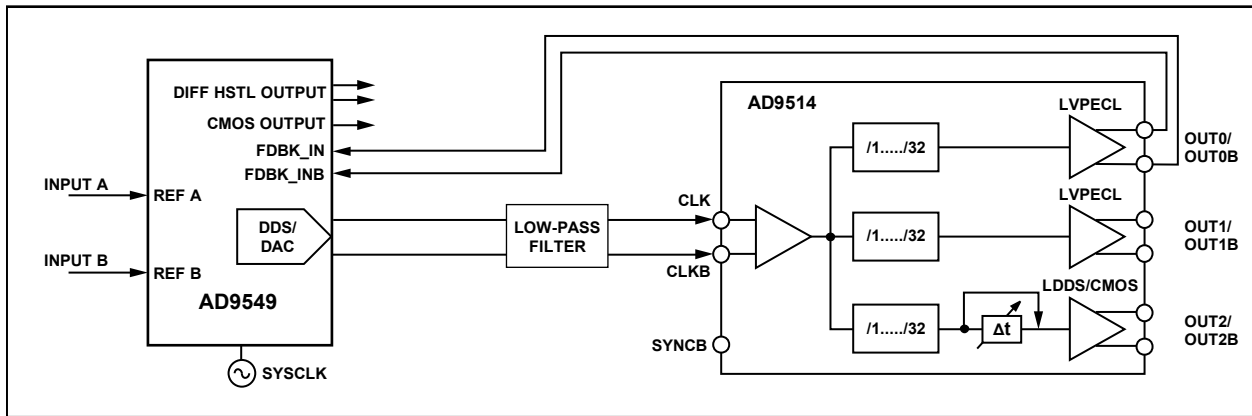 DIFF HSTL OUTPUT
CMOS OUTPUT
FDBK_IN
FDBK_INB
INPUT A
REF A
DDS/
DAC
INPUT B
REF B
AD9549
SYSCLK
LOW-PASS
FILTER
CLK
CLKB
SYNCB
AD9514
/1...../32
LVPECL
OUT0/
OUT0B
/1...../32
LVPECL
OUT1/
OUT1B
/1...../32
Δt
LDDS/CMOS
OUT2/
OUT2B